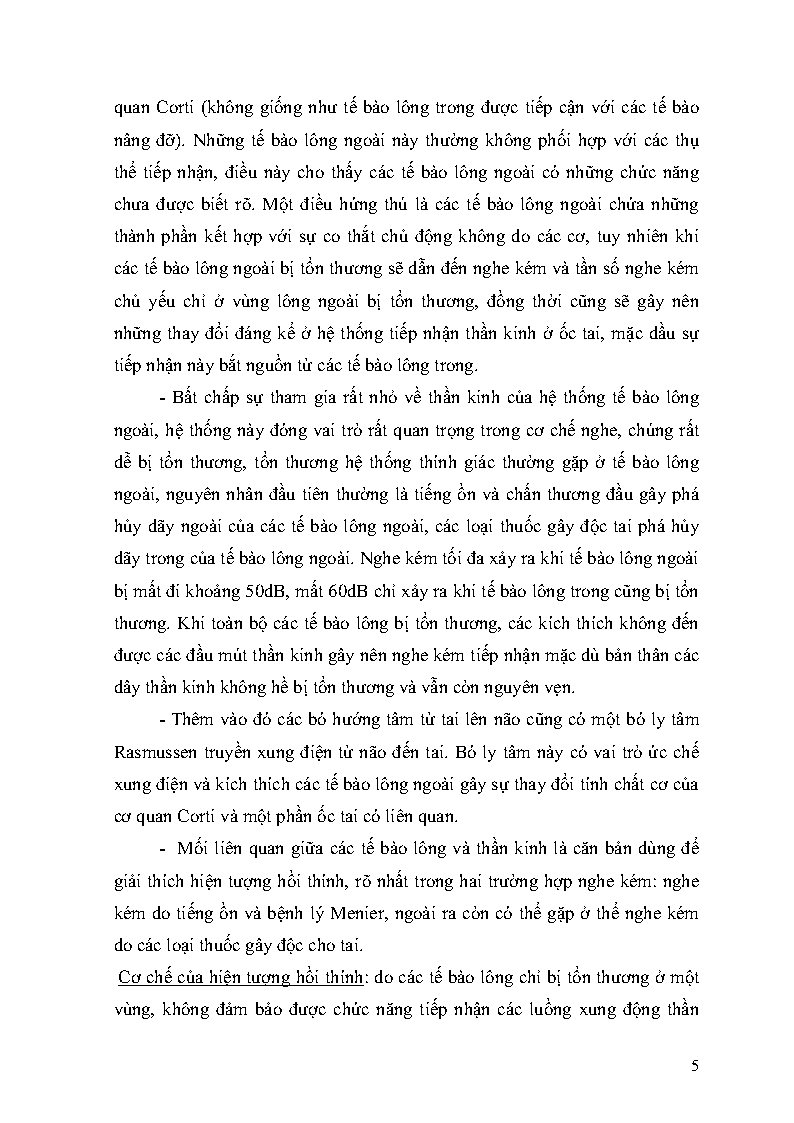 quan Corti (không giống như tế bào lông trong được tiếp cận với các tế bào
nâng đỡ). Những tế bào lông ngoài này thường không phối hợp với các thụ
thể tiếp nhận, điều này cho thấy các tế bào lông ngoài có những chức năng
chưa được biết rõ. Một điều hứng thú là các tế bào lông ngoài chứa những
thành phần kết hợp với sự co thắt chủ động không do các cơ, tuy nhiên khi
các tế bào lông ngoài bị tổn thương sẽ dẫn đến nghe kém và tần số nghe kém
chủ yếu chỉ ở vùng lông ngoài bị tổn thương, đồng thời cũng sẽ gây nên
những thay đổi đáng kể ở hệ thống tiếp nhận thần kinh ở ốc tai, mặc dầu sự
tiếp nhận này bắt nguồn từ các tế bào lông trong.
- Bất chấp sự tham gia rất nhỏ về thần kinh của hệ thống tế bào lông
ngoài, hệ thống này đóng vai trò rất quan trọng trong cơ chế nghe, chúng rất
dễ bị tổn thương, tổn thương hệ thống thính giác thường gặp ở tế bào lông
ngoài, nguyên nhân đầu tiên thường là tiếng ồn và chấn thương đầu gây phá
hủy dãy ngoài của các tế bào lông ngoài, các loại thuốc gây độc tai phá hủy
dãy trong của tế bào lông ngoài. Nghe kém tối đa xảy ra khi tế bào lông ngoài
bị mất đi khoảng 50dB, mất 60dB chỉ xảy ra khi tế bào lông trong cũng bị tổn
thương. Khi toàn bộ các tế bào lông bị tổn thương, các kích thích không đến
được các đầu mút thần kinh gây nên nghe kém tiếp nhận mặc dù bản thân các
dây thần kinh không hề bị tổn thương và vẫn còn nguyên vẹn.
- Thêm vào đó các bó hướng tâm từ tai lên não cũng có một bó ly tâm
Rasmussen truyền xung điện từ não đến tai. Bó ly tâm này có vai trò ức chế
xung điện và kích thích các tế bào lông ngoài gây sự thay đổi tính chất cơ của
cơ quan Corti và một phần ốc tai có liên quan.
- Mối liên quan giữa các tế bào lông và thần kinh là căn bản dùng để
giải thích hiện tượng hồi thính, rõ nhất trong hai trường hợp nghe kém: nghe
kém do tiếng ồn và bệnh lý Menier, ngoài ra còn có thể gặp ở thể nghe kém
do các loại thuốc gây độc cho tai.
Cơ chế của hiện tượng hồi thính: do các tế bào lông chỉ bị tổn thương ở một
vùng, không đảm bảo được chức năng tiếp nhận các luồng xung động thần
5